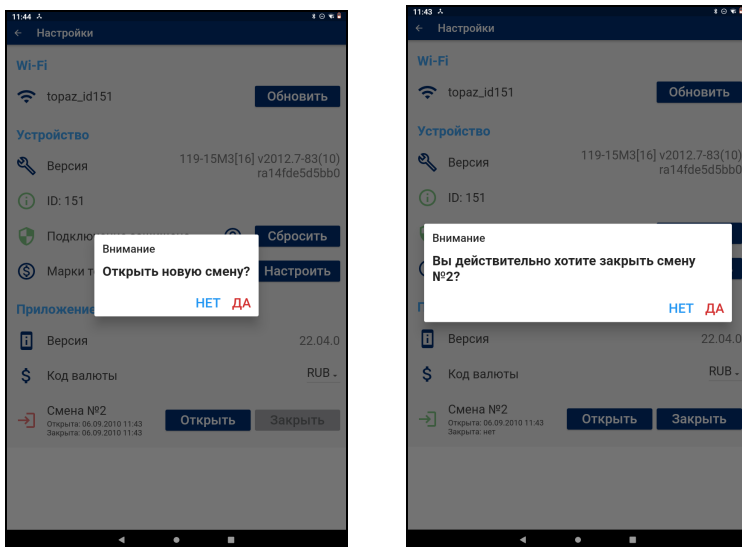 11:44
Настройки
Wi-Fi
topaz_id151
Обновить
Устройство
Версия
119-15M3[16] v2012.7-83(10)
ra14fde5d5bb0
ID: 151
Сбросить
Внимание
Открыть новую смену?
НЕТ ДА
Марки
Настроить
Приложение
Версия
22.04.0
Код валюты
RUB
Смена №2
Открыта: 06.09.2010 11:43
Закрыта: 06.09.2010 11:43
Открыть
Закрыть
11:43
Настройки
Wi-Fi
topaz_id151
Обновить
Устройство
Версия
119-15M3[16] v2012.7-83(10)
ra14fde5d5bb0
ID: 151
Внимание
Вы действительно хотите закрыть смену
№2?
НЕТ ДА
Версия
22.04.0
Код валюты
RUB
Смена №2
Открыта: 06.09.2010 11:43
Закрыта: нет
Открыть
Закрыть